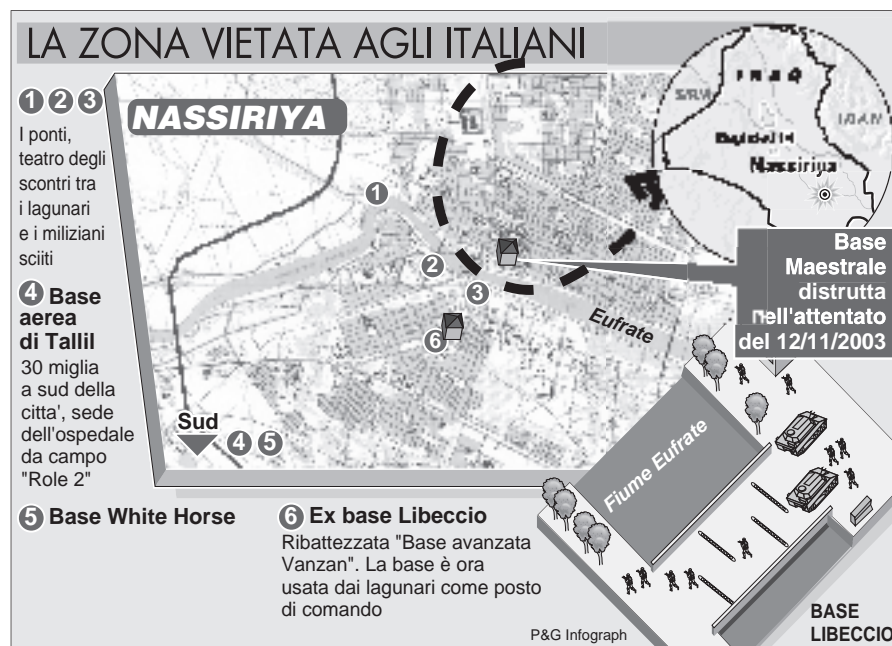 LA ZONA VIETATA AGLI ITALIANI
1 2 3
I ponti,
teatro degli
scontri tra
i lagunari
e i miliziani
sciiti
4 Base
aerea
di Tallil
30 miglia
a sud della
citta', sede
dell'ospedale
da campo
"Role 2"
5 Base White Horse
6 Ex base Libeccio
Ribattezzata "Base avanzata
Vanzan". La base è ora
usata dai lagunari come posto
di comando
NASSIRIYA
1
2
3
6
Eufrate
Sud
4 5
IRAQ
IRAN
Nassiriya
Base
Maestrale
distrutta
nell'attentato
del 12/11/2003
Fiume Eufrate
BASE
LIBECCIO
P&G Infograph